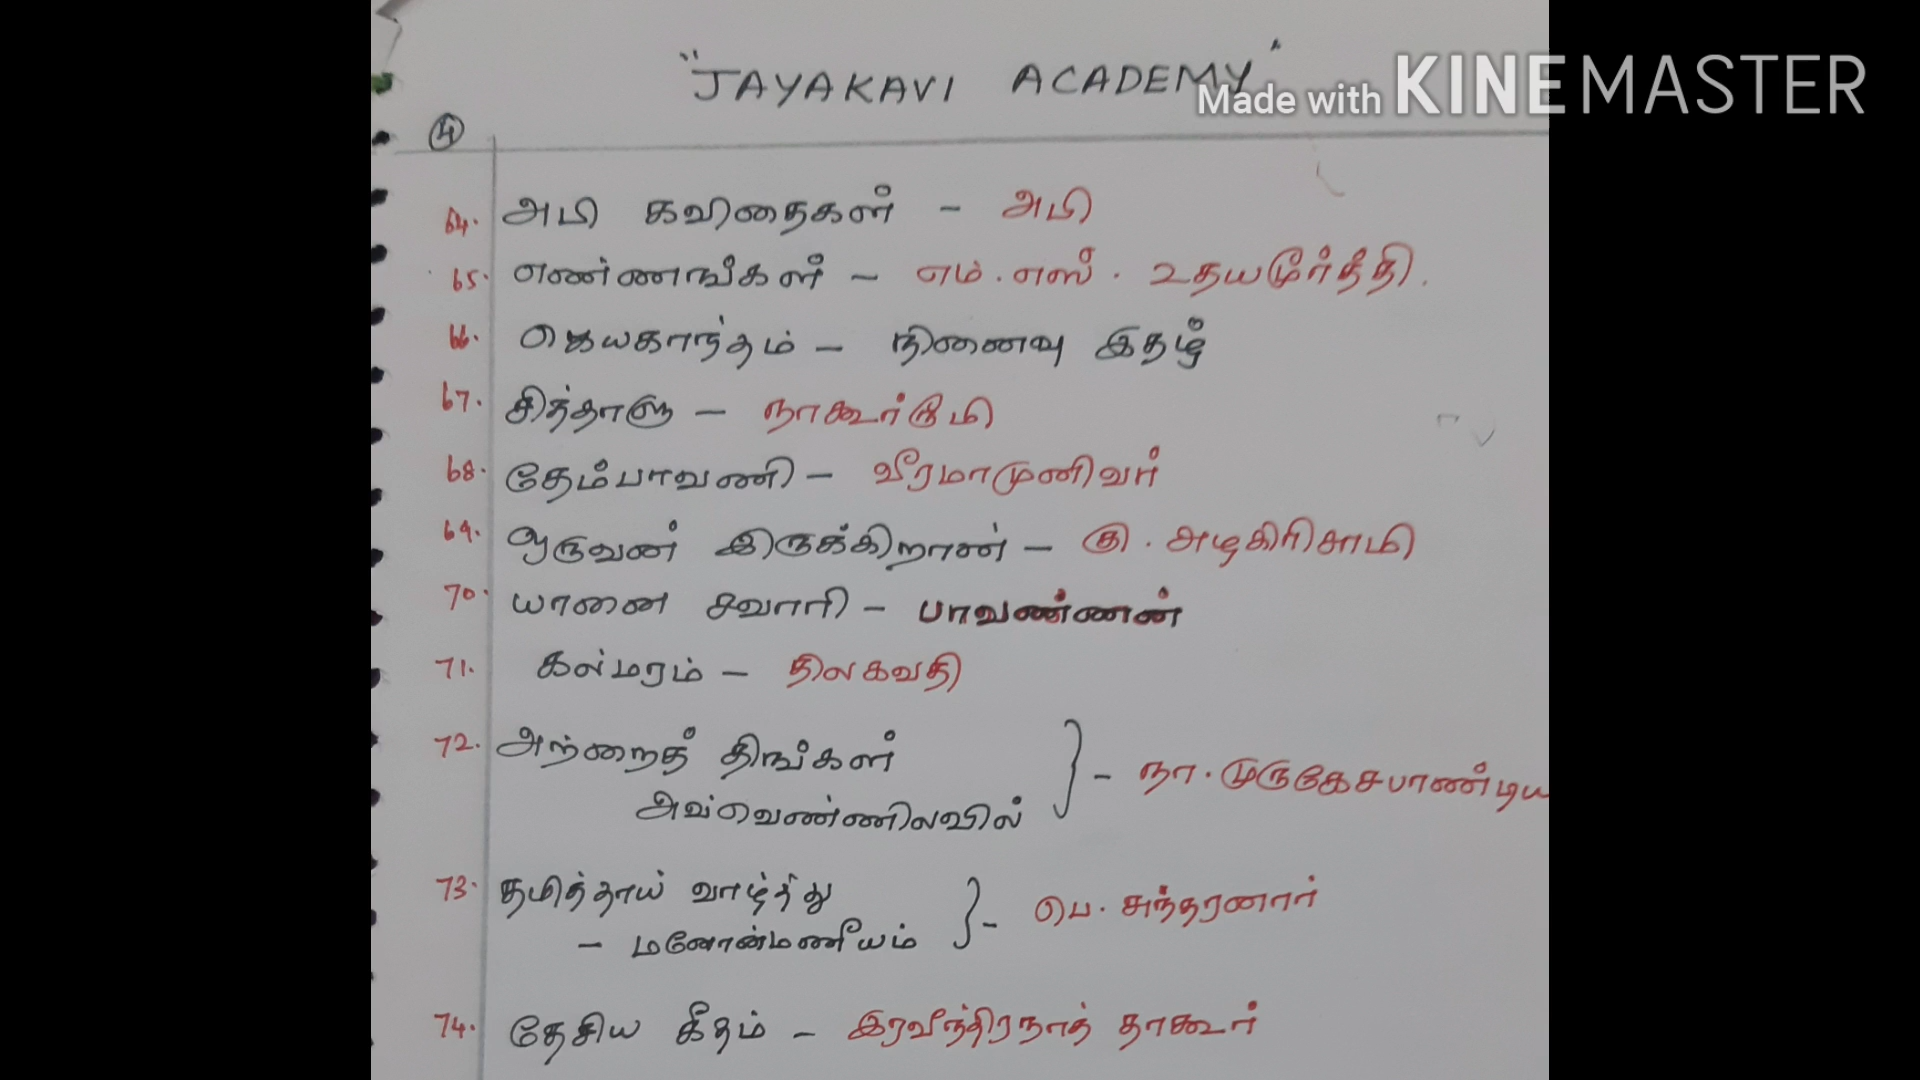 "JAYAKAVI ACADEMY"
Made with KINEMASTER
4
64. அபி கவிதைகள் - அபி
65. எண்ணங்கள் - எம்.எஸ். உதயமூர்த்தி.
66. ஜெயகாந்தம் - நினைவு இதழ்
67. சித்தாளு - நாகூர்ரூமி
68. தேம்பாவணி - வீரமாமுனிவர்
69. ஒருவன் இருக்கிறான் - கு. அழகிரிசாமி
70. யானை சவாரி - பாவண்ணன்
71. கல்மரம் - திலகவதி
72. அற்றைத் திங்கள்
அவ்வெண்ணிலவில் } - நா. முருகேசபாண்டிய
73. தமித்தாய் வாழ்த்து
- மனோன்மணீயம் } - பெ. சுந்தரனார்
74. தேசிய கீதம் - இரவீந்திரநாத் தாகூர்